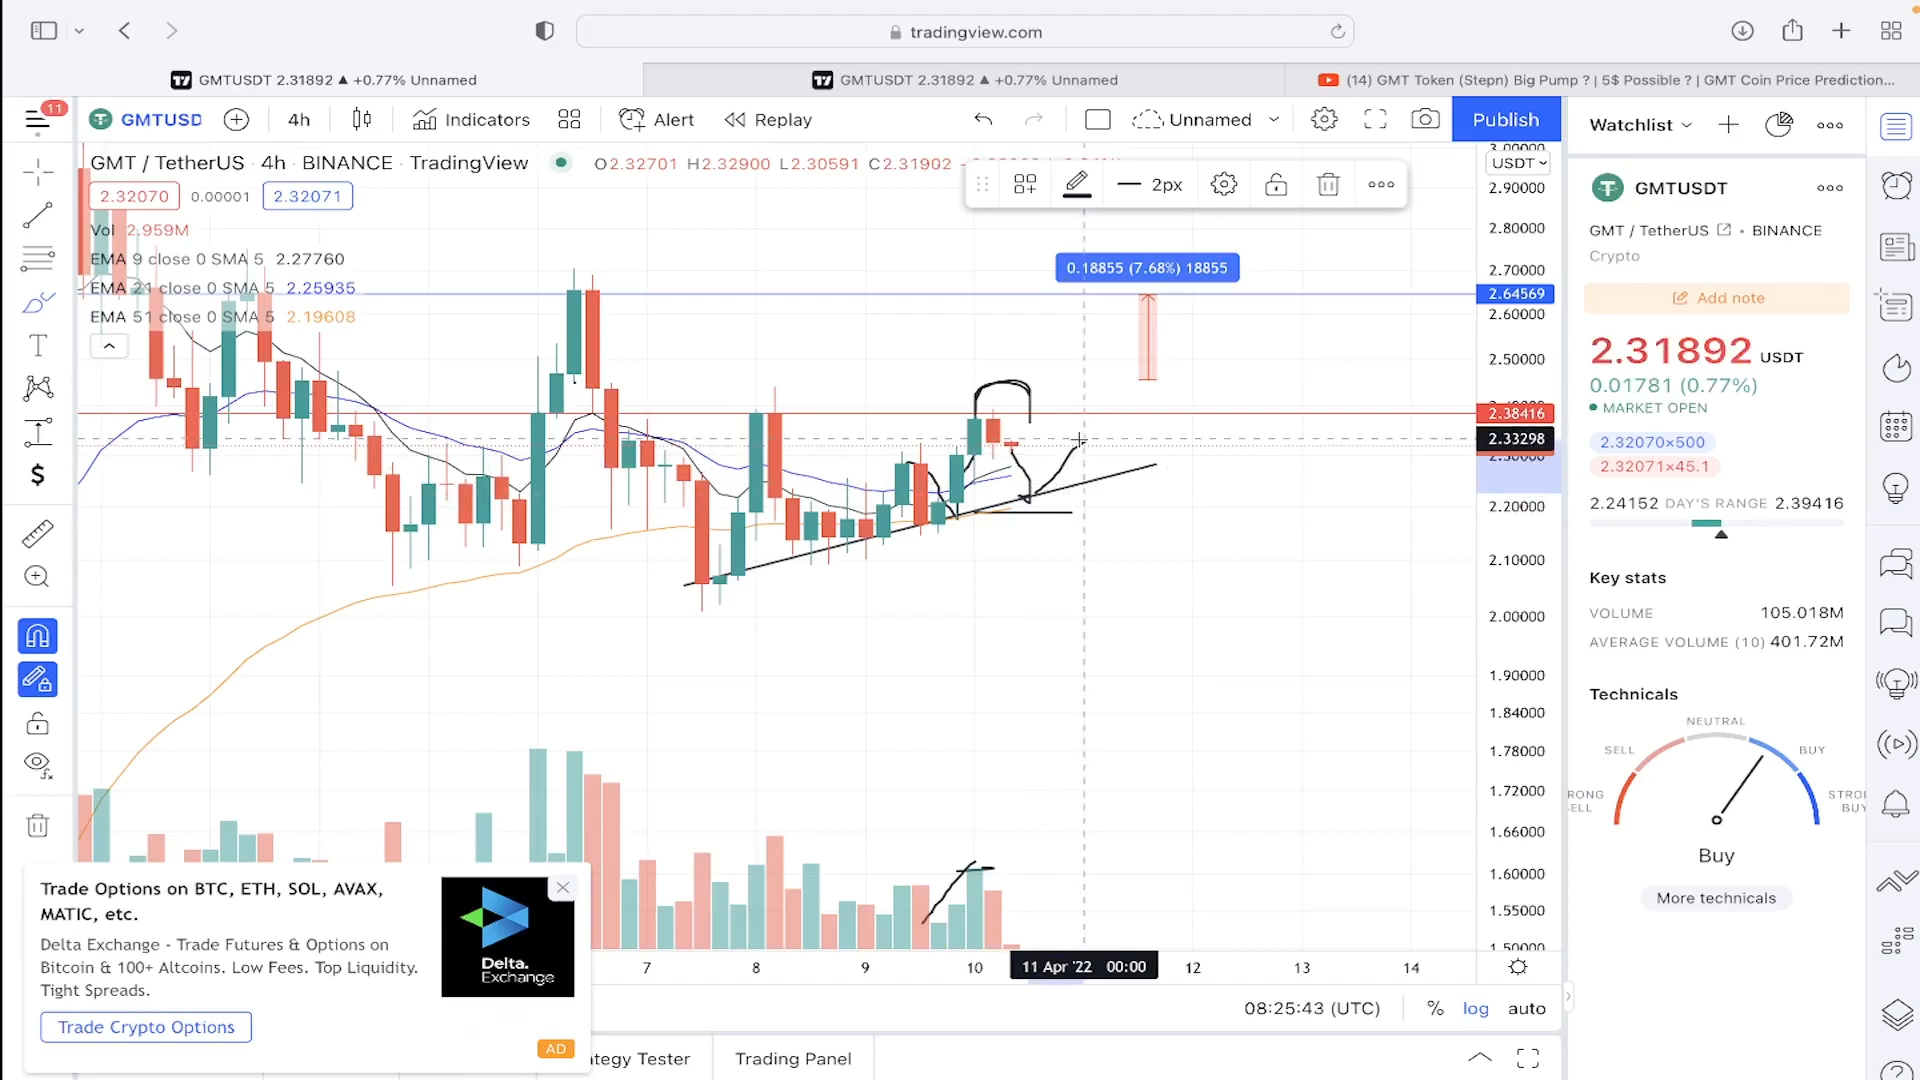 tradingview.com
GMTUSDT 2.31892 ▲ +0.77% Unnamed
GMTUSDT 2.31892 ▲ +0.77% Unnamed
(14) GMT Token (Stepn) Big Pump ? | 5$ Possible ? | GMT Coin Price Prediction...
11
GMTUSD
4h
Indicators
Alert
Replay
Unnamed
Publish
GMT / TetherUS · 4h · BINANCE · TradingView
O2.32701 H2.32900 L2.30591 C2.31902
2.32070
0.00001
2.32071
Vol 2.959M
EMA 9 close 0 SMA 5 2.27760
EMA 21 close 0 SMA 5 2.25935
EMA 51 close 0 SMA 5 2.19608
2px
0.18855 (7.68%) 18855
USDT
2.90000
2.80000
2.70000
2.64569
2.60000
2.50000
2.38416
2.33298
2.20000
2.10000
2.00000
1.90000
1.84000
1.78000
1.72000
1.66000
1.60000
1.55000
1.50000
7
8
9
10
11 Apr '22 00:00
12
13
14
08:25:43 (UTC)
%
log
auto
ategy Tester
Trading Panel
Trade Options on BTC, ETH, SOL, AVAX,
MATIC, etc.
Delta Exchange - Trade Futures & Options on
Bitcoin & 100+ Altcoins. Low Fees. Top Liquidity.
Tight Spreads.
Trade Crypto Options
Delta.
Exchange
AD
Watchlist
GMTUSDT
GMT / TetherUS • BINANCE
Crypto
Add note
2.31892 USDT
0.01781 (0.77%)
MARKET OPEN
2.32070×500
2.32071×45.1
2.24152 DAY'S RANGE 2.39416
Key stats
VOLUME 105.018M
AVERAGE VOLUME (10) 401.72M
Technicals
NEUTRAL
SELL
BUY
RONG
ELL
STRO
BUY
Buy
More technicals